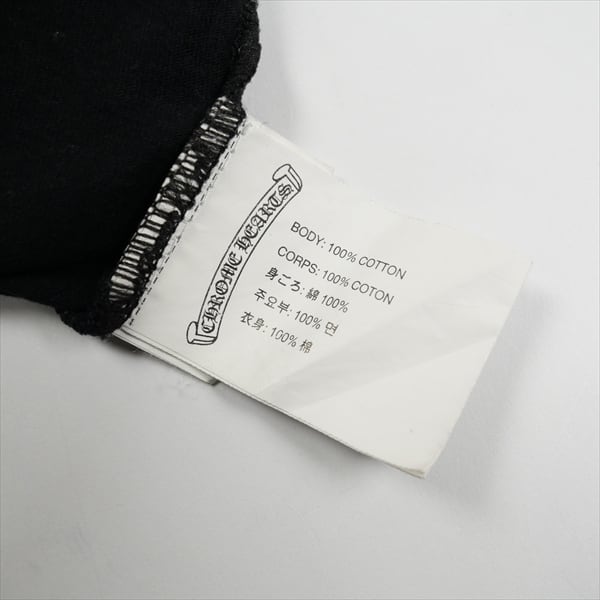 CHROME HEARTS
BODY: 100% COTTON
CORPS: 100% COTON
身ごろ: 綿 100%
주요부: 100% 면
衣身: 100% 棉